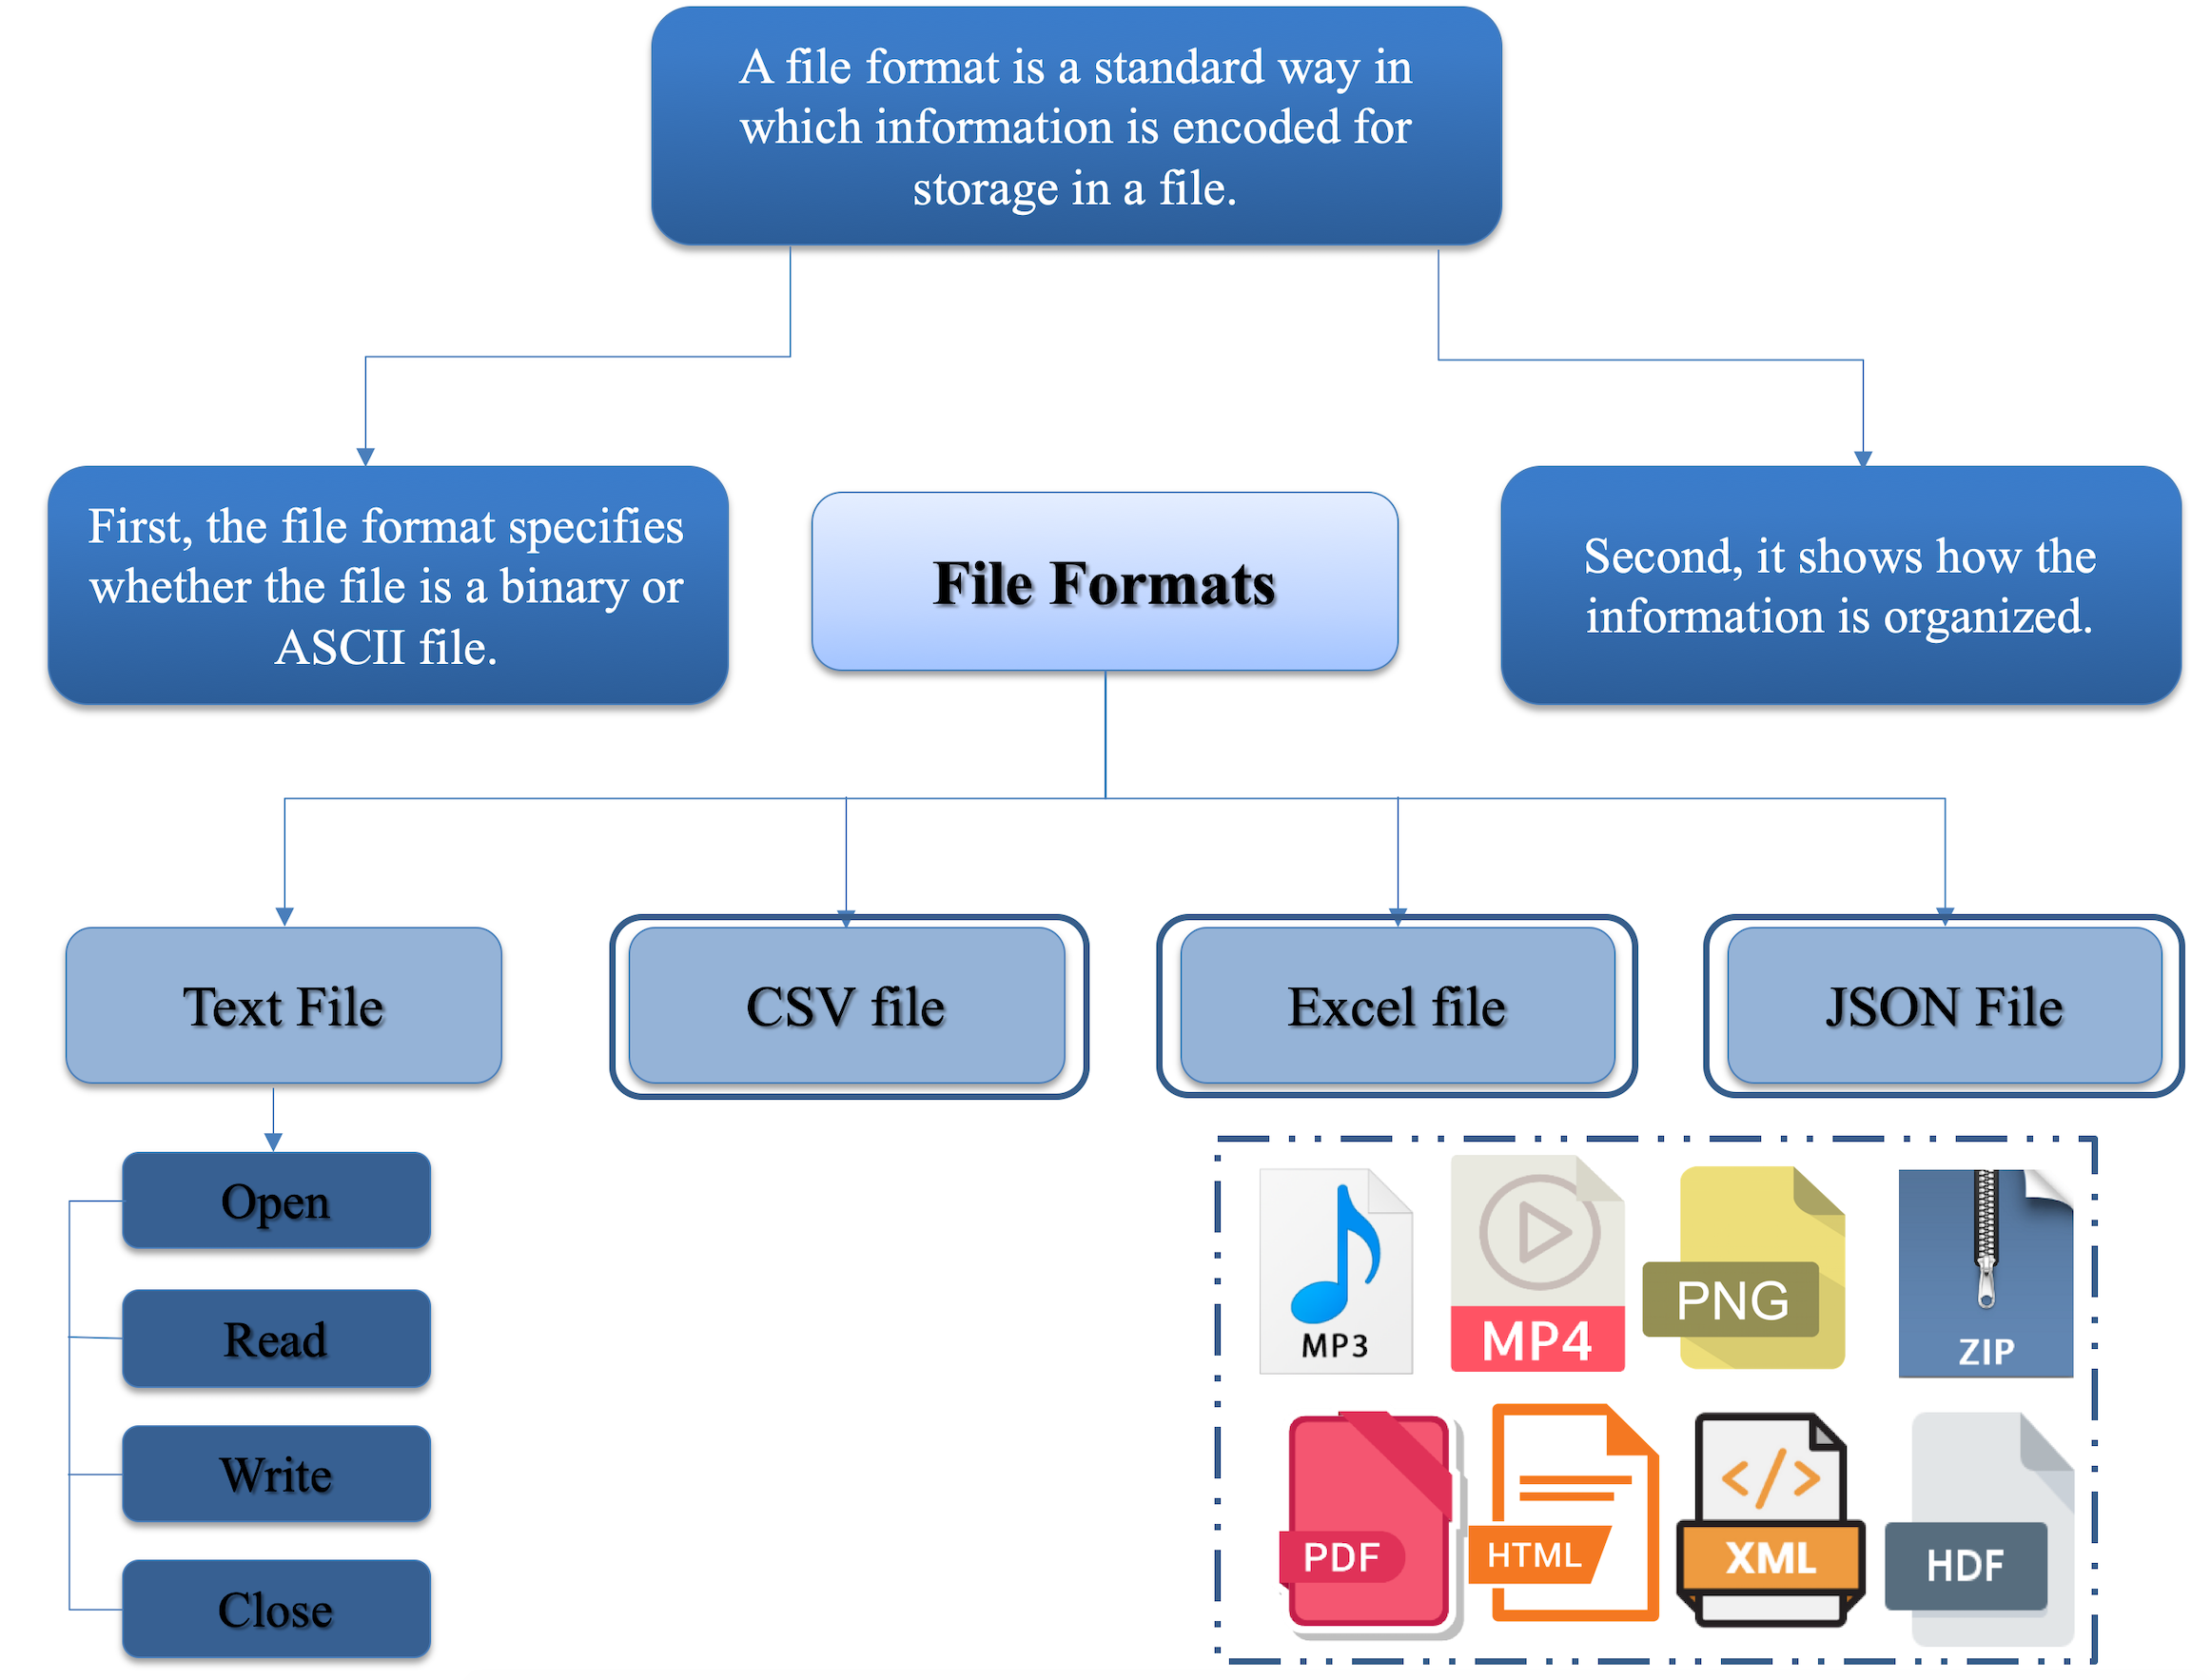 A file format is a standard way in
which information is encoded for
storage in a file.
First, the file format specifies
whether the file is a binary or
ASCII file.
File Formats
Second, it shows how the
information is organized.
Text File
CSV file
Excel file
JSON File
Open
Read
Write
Close
MP3
MP4
PNG
ZIP
PDF
HTML
</>
XML
HDF